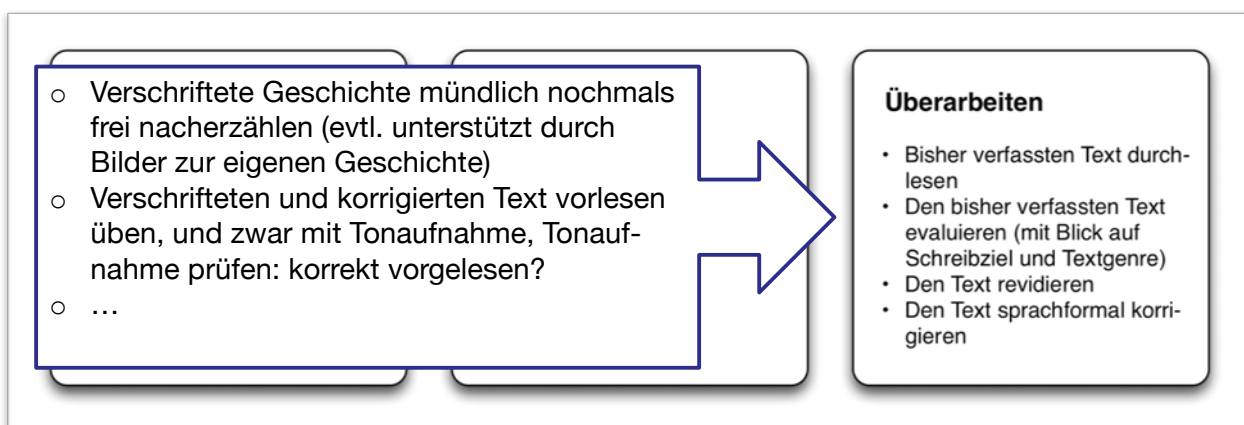 ○ Verschriftete Geschichte mündlich nochmals
frei nacherzählen (evtl. unterstützt durch
Bilder zur eigenen Geschichte)
○ Verschrifteten und korrigierten Text vorlesen
üben, und zwar mit Tonaufnahme, Tonauf-
nahme prüfen: korrekt vorgelesen?
○ …
Überarbeiten
• Bisher verfassten Text durch-
lesen
• Den bisher verfassten Text
evaluieren (mit Blick auf
Schreibziel und Textgenre)
• Den Text revidieren
• Den Text sprachformal korri-
gieren